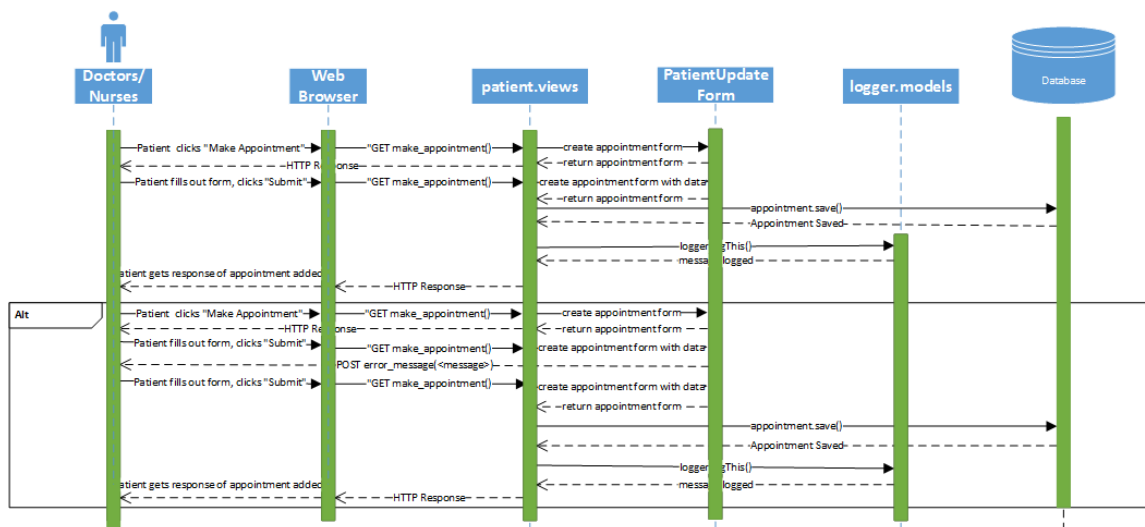 Doctors/
Nurses
Web
Browser
patient.views
PatientUpdate
Form
logger.models
Database
Patient clicks "Make Appointment"
"GET make_appointment()
create appointment form
HTTP Response
return appointment form
Patient fills out form, clicks "Submit"
"GET make_appointment()
create appointment form with data
return appointment form
appointment.save()
Appointment Saved
message logged
gets response of appointment added
HTTP Response
Alt
Patient clicks "Make Appointment"
"GET make_appointment()
create appointment form
HTTP Response
return appointment form
Patient fills out form, clicks "Submit"
"GET make_appointment()
create appointment form with data
POST error_message(<message>)
Patient fills out form, clicks "Submit"
"GET make_appointment()
create appointment form with data
return appointment form
appointment.save()
Appointment Saved
message logged
gets response of appointment added
HTTP Response